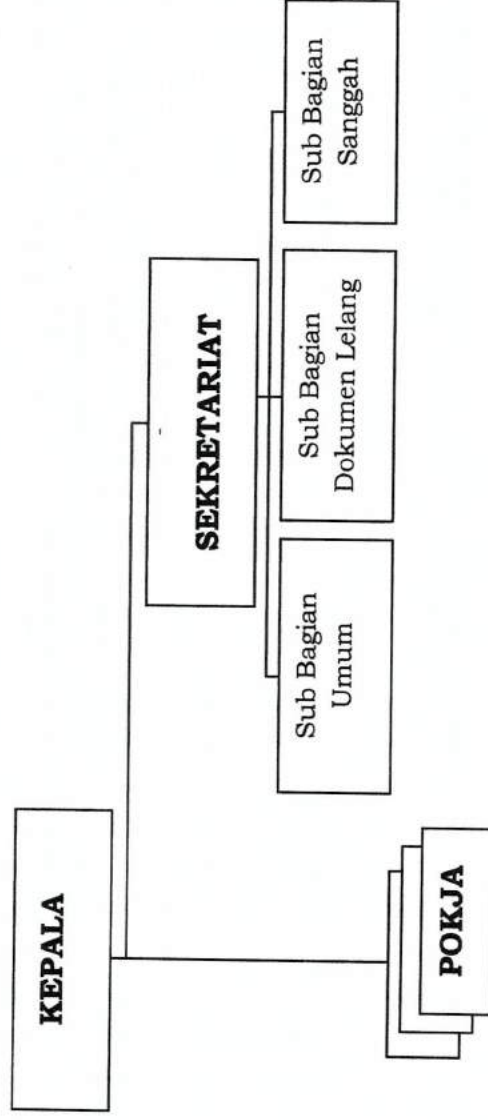 KEPALA
SEKRETARIAT
Sub Bagian
Umum
Sub Bagian
Dokumen Lelang
Sub Bagian
Sanggah
POKJA